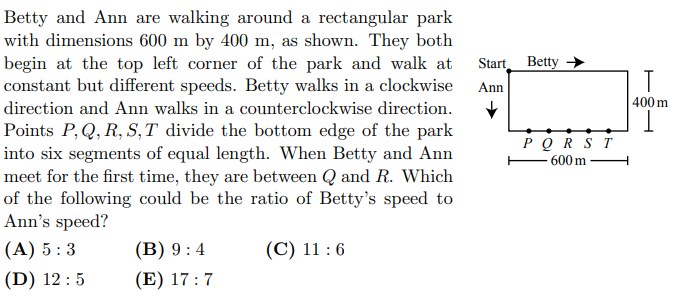 Betty and Ann are walking around a rectangular park
with dimensions 600 m by 400 m, as shown. They both
begin at the top left corner of the park and walk at
constant but different speeds. Betty walks in a clockwise
direction and Ann walks in a counterclockwise direction.
Points P, Q, R, S, T divide the bottom edge of the park
into six segments of equal length. When Betty and Ann
meet for the first time, they are between Q and R. Which
of the following could be the ratio of Betty's speed to
Ann's speed?
(A) 5 : 3 (B) 9 : 4 (C) 11 : 6
(D) 12 : 5 (E) 17 : 7
Start Betty →
Ann
↓
400 m
P Q R S T
600 m